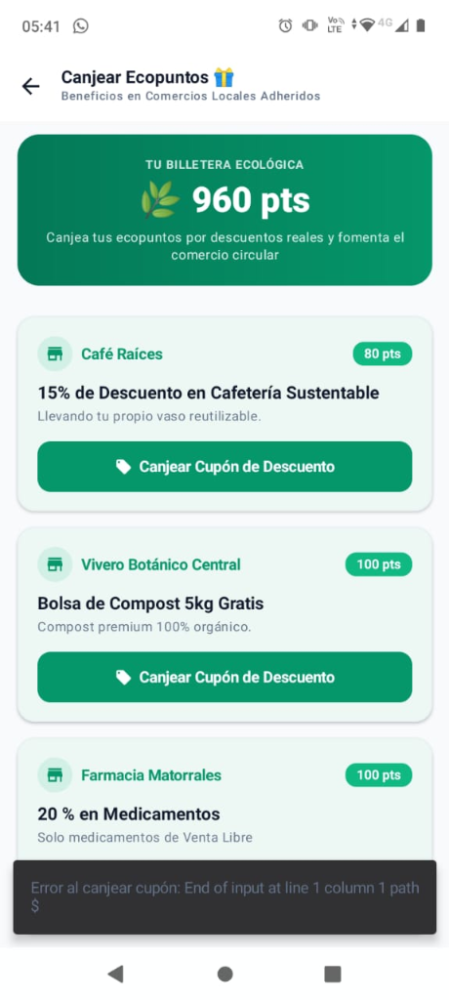 05:41
Vo
LTE
4G
Canjear Ecopuntos
Beneficios en Comercios Locales Adheridos
TU BILLETERA ECOLÓGICA
960 pts
Canjea tus ecopuntos por descuentos reales y fomenta el
comercio circular
Café Raíces
80 pts
15% de Descuento en Cafetería Sustentable
Llevando tu propio vaso reutilizable.
Canjear Cupón de Descuento
Vivero Botánico Central
100 pts
Bolsa de Compost 5kg Gratis
Compost premium 100% orgánico.
Canjear Cupón de Descuento
Farmacia Matorrales
100 pts
20 % en Medicamentos
Solo medicamentos de Venta Libre
Error al canjear cupón: End of input at line 1 column 1 path
$